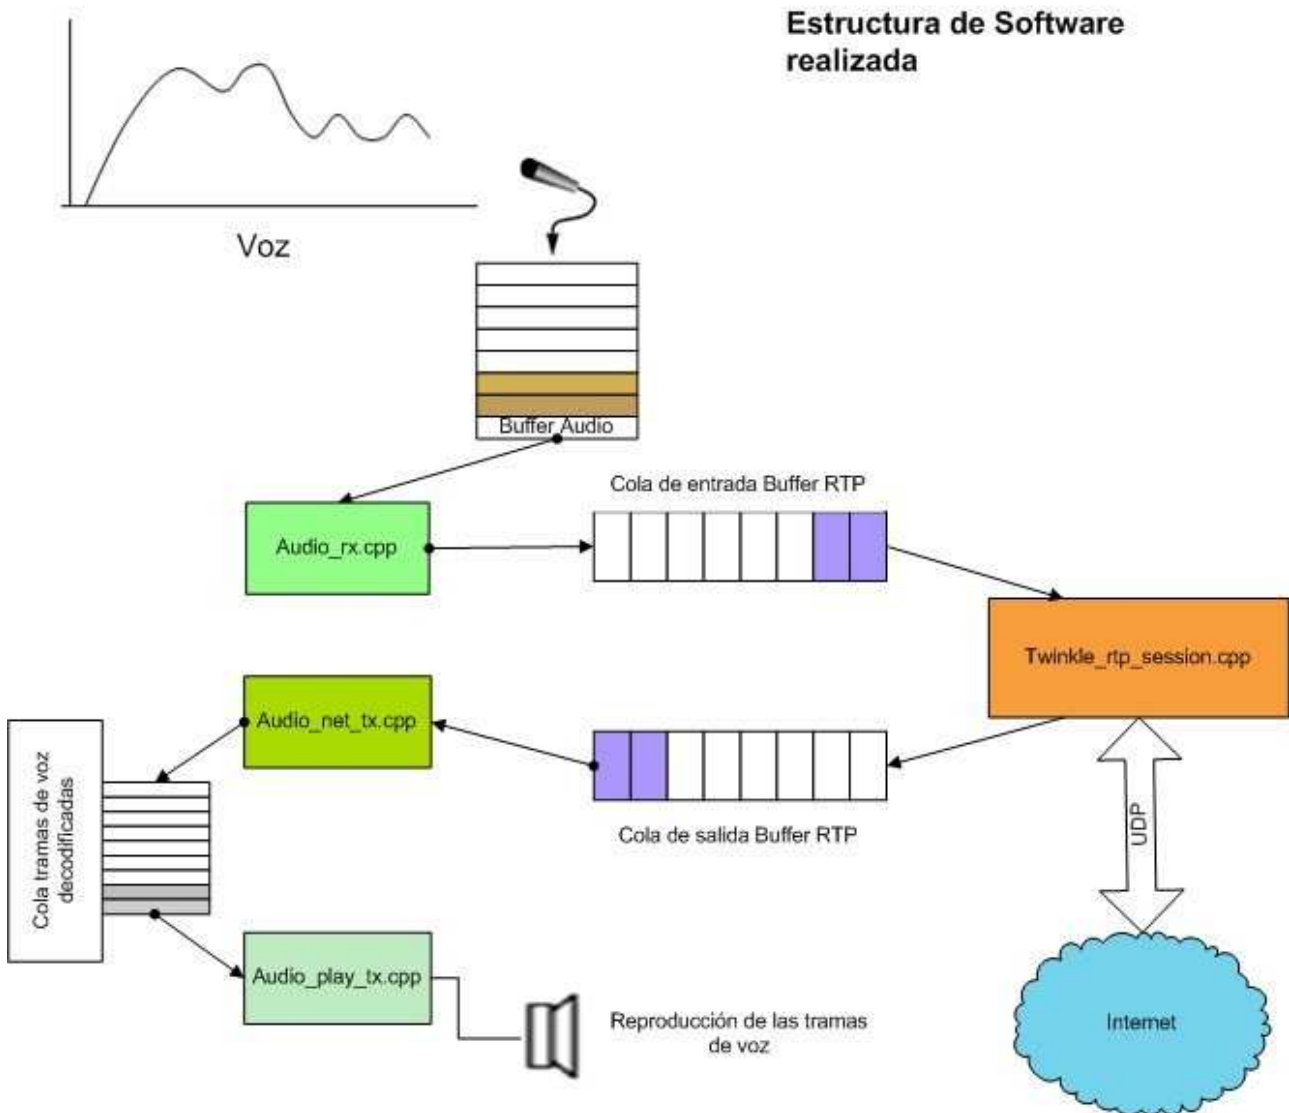 Estructura de Software
realizada
Voz
Buffer Audio
Cola de entrada Buffer RTP
Audio_rx.cpp
Twinkle_rtp_session.cpp
Audio_net_tx.cpp
Cola tramas de voz
decodificadas
Cola de salida Buffer RTP
UDP
Audio_play_tx.cpp
Reproducción de las tramas
de voz
Internet